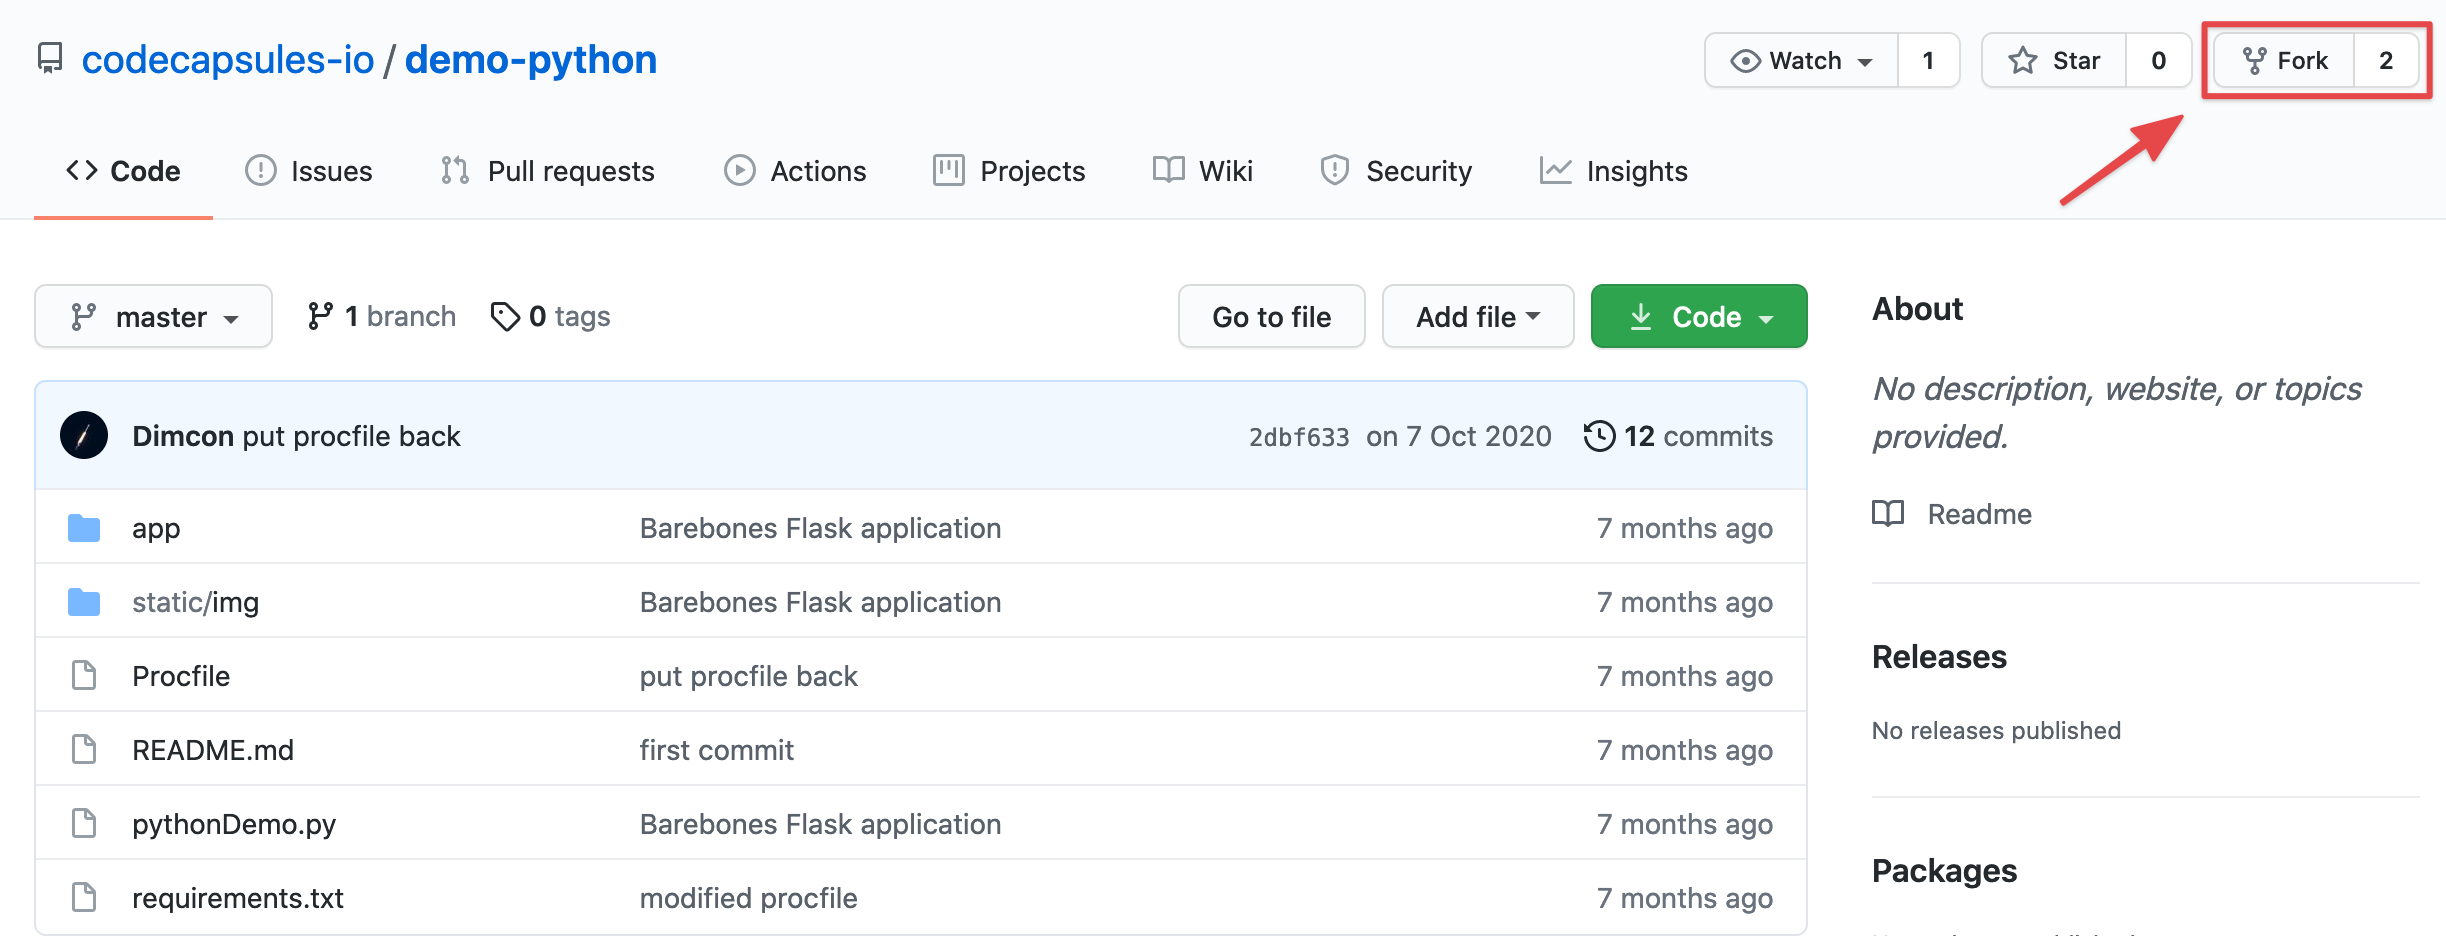 codecapsules-io / demo-python
Watch 1 Star 0 Fork 2
Code Issues Pull requests Actions Projects Wiki Security Insights
master 1 branch 0 tags Go to file Add file Code
Dimcon put procfile back 2dbf633 on 7 Oct 2020 12 commits
app Barebones Flask application 7 months ago
static/img Barebones Flask application 7 months ago
Procfile put procfile back 7 months ago
README.md first commit 7 months ago
pythonDemo.py Barebones Flask application 7 months ago
requirements.txt modified procfile 7 months ago
About
No description, website, or topics
provided.
Readme
Releases
No releases published
Packages